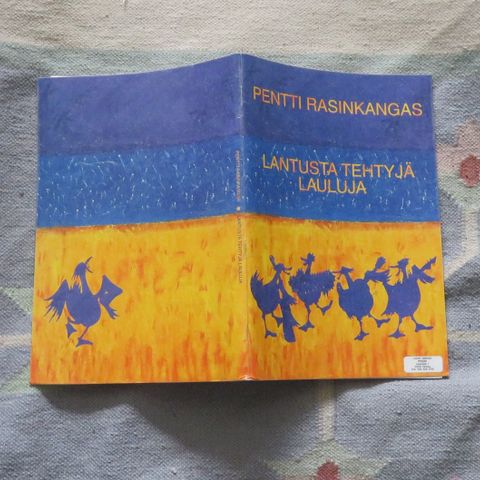 PENTTI RASINKANGAS
LANTUSTA TEHTYJÄ
LAULUJA
PENTTI RASINKANGAS LANTUSTA TEHTYJÄ LAULUJA